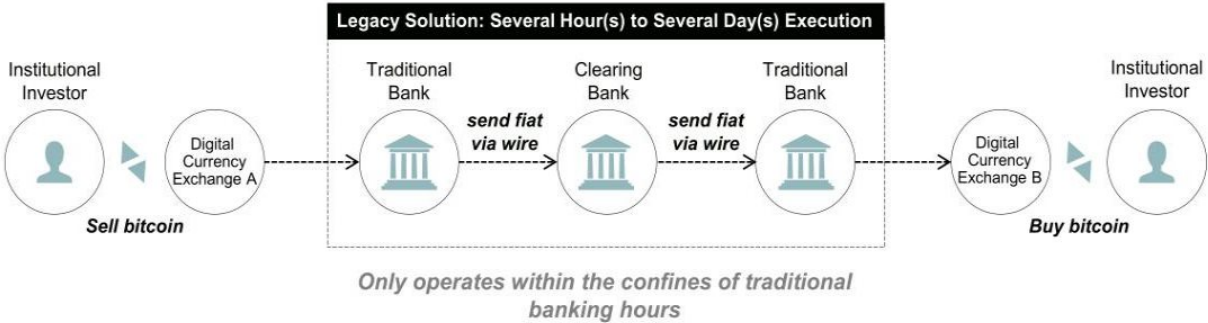 Legacy Solution: Several Hour(s) to Several Day(s) Execution
Institutional
Investor
Traditional
Bank
Clearing
Bank
Traditional
Bank
Institutional
Investor
send fiat
via wire
send fiat
via wire
Digital
Currency
Exchange A
Digital
Currency
Exchange B
Sell bitcoin
Buy bitcoin
Only operates within the confines of traditional
banking hours